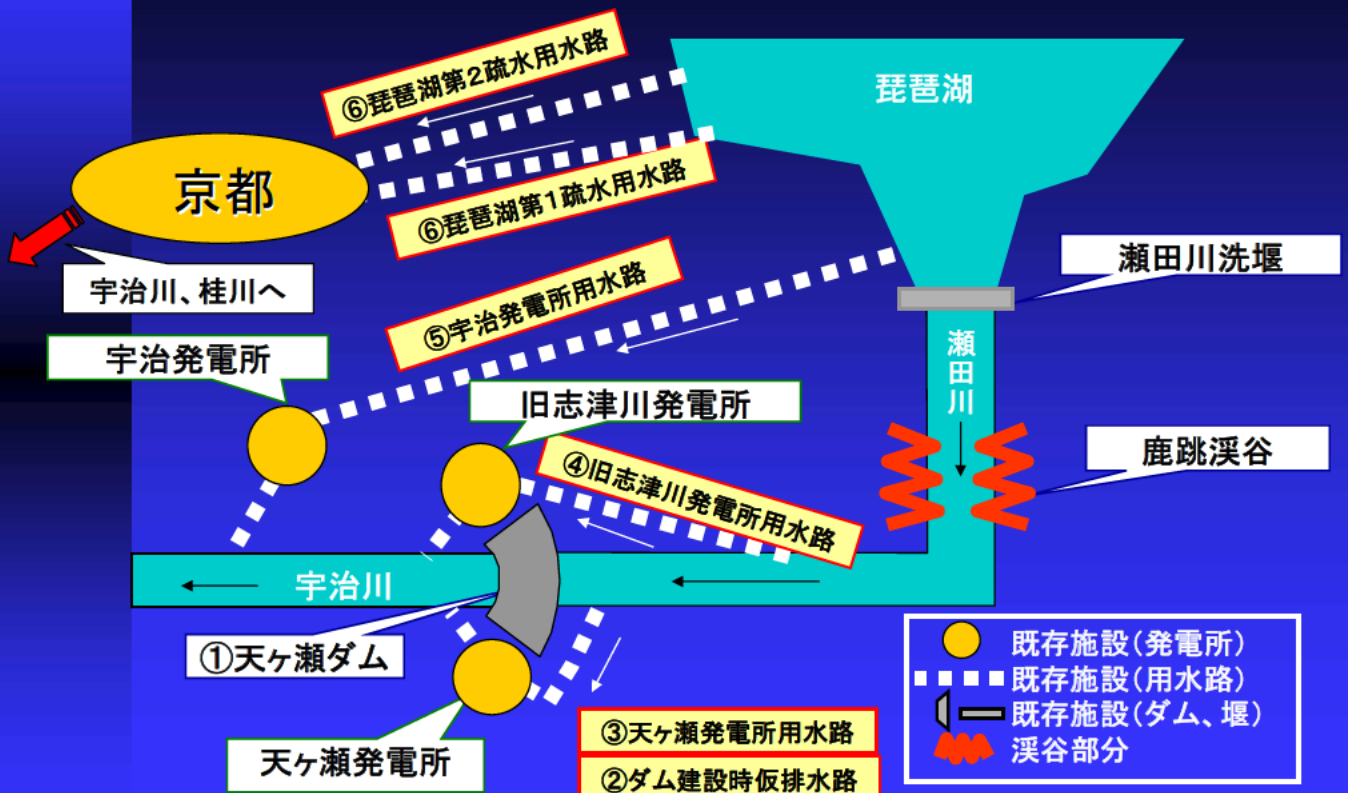 ⑥琵琶湖第2疏水用水路
琵琶湖
京都
⑥琵琶湖第1疏水用水路
瀬田川洗堰
宇治川、桂川へ
⑤宇治発電所用水路
宇治発電所
瀬田川
旧志津川発電所
鹿跳渓谷
④旧志津川発電所用水路
宇治川
①天ヶ瀬ダム
天ヶ瀬発電所
③天ヶ瀬発電所用水路
②ダム建設時仮排水路
既存施設(発電所)
既存施設(用水路)
既存施設(ダム、堰)
渓谷部分